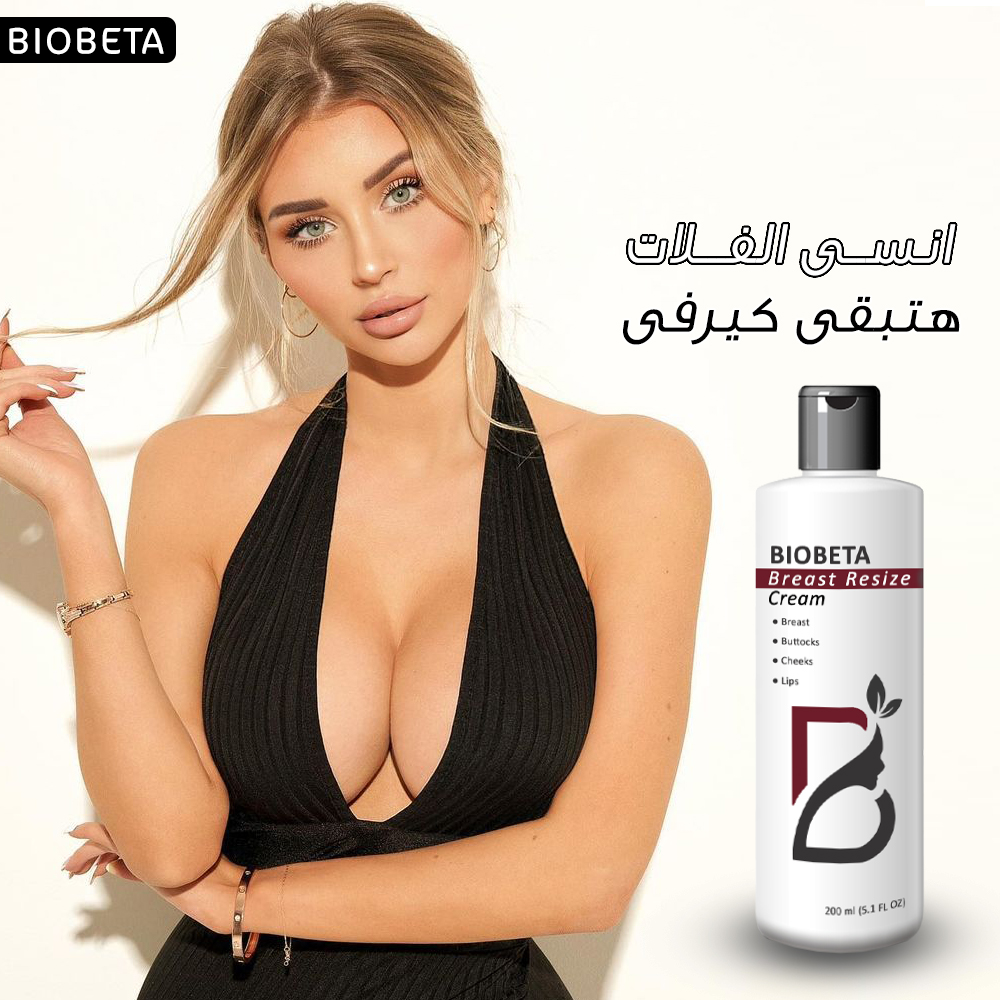 BIOBETA
انسى الفلات
هتبقى كيرفى
BIOBETA
Breast Resize
Cream
• Breast
• Buttocks
• Cheeks
• Lips
200 ml (5.1 FL OZ)